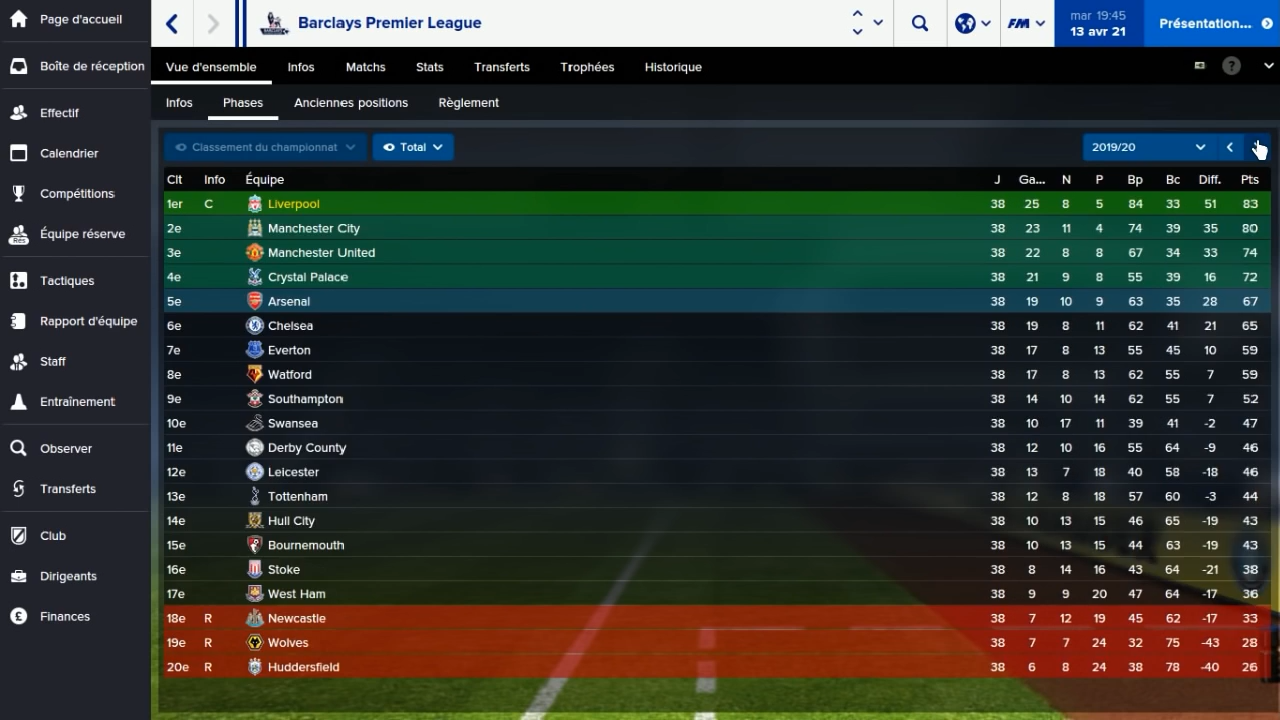 Page d'accueil
Boîte de réception
Effectif
Calendrier
Compétitions
Équipe réserve
Tactiques
Rapport d'équipe
Staff
Entraînement
Observer
Transferts
Club
Dirigeants
Finances
Barclays Premier League
FM
mar 19:45
13 avr 21
Présentation...
Vue d'ensemble Infos Matchs Stats Transferts Trophées Historique
Infos Phases Anciennes positions Règlement
Classement du championnat Total 2019/20
Clt Info Équipe J Ga... N P Bp Bc Diff. Pts
1er C Liverpool 38 25 8 5 84 33 51 83
2e Manchester City 38 23 11 4 74 39 35 80
3e Manchester United 38 22 8 8 67 34 33 74
4e Crystal Palace 38 21 9 8 55 39 16 72
5e Arsenal 38 19 10 9 63 35 28 67
6e Chelsea 38 19 8 11 62 41 21 65
7e Everton 38 17 8 13 55 45 10 59
8e Watford 38 17 8 13 62 55 7 59
9e Southampton 38 14 10 14 62 55 7 52
10e Swansea 38 10 17 11 39 41 -2 47
11e Derby County 38 12 10 16 55 64 -9 46
12e Leicester 38 13 7 18 40 58 -18 46
13e Tottenham 38 12 8 18 57 60 -3 44
14e Hull City 38 10 13 15 46 65 -19 43
15e Bournemouth 38 10 13 15 44 63 -19 43
16e Stoke 38 8 14 16 43 64 -21 38
17e West Ham 38 9 9 20 47 64 -17 36
18e R Newcastle 38 7 12 19 45 62 -17 33
19e R Wolves 38 7 7 24 32 75 -43 28
20e R Huddersfield 38 6 8 24 38 78 -40 26